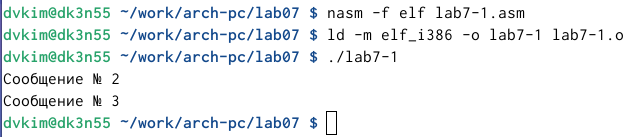 dvkim@dk3n55 ~/work/arch-pc/lab07 $ nasm -f elf lab7-1.asm
dvkim@dk3n55 ~/work/arch-pc/lab07 $ ld -m elf_i386 -o lab7-1 lab7-1.o
dvkim@dk3n55 ~/work/arch-pc/lab07 $ ./lab7-1
Сообщение № 2
Сообщение № 3
dvkim@dk3n55 ~/work/arch-pc/lab07 $